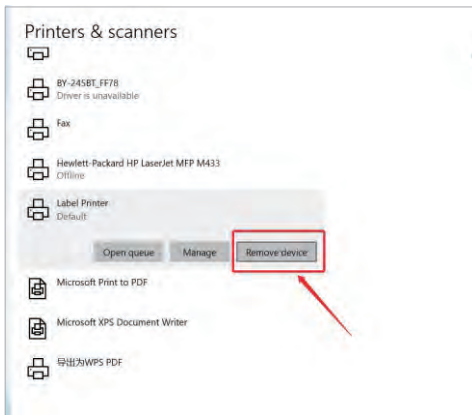 Printers & scanners
BY-245BT_FF78
Driver is unavailable
Fax
Hewlett-Packard HP LaserJet MFP M433
Offline
Label Printer
Default
Open queue Manage Remove device
Microsoft Print to PDF
Microsoft XPS Document Writer
导出为WPS PDF